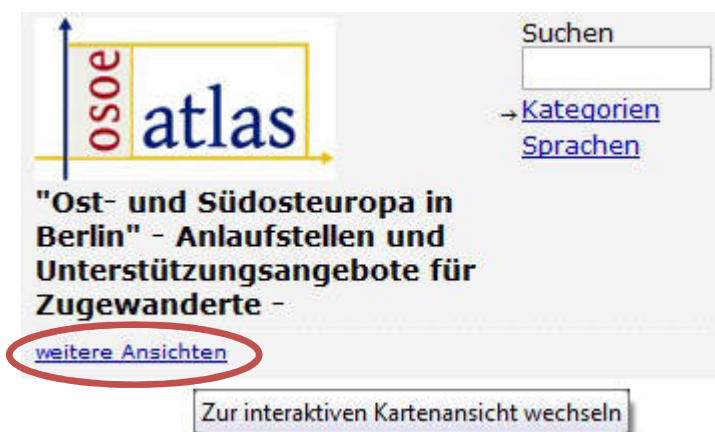 osoe
atlas
Suchen
→ Kategorien
Sprachen
"Ost- und Südosteuropa in
Berlin" - Anlaufstellen und
Unterstützungsangebote für
Zugewanderte -
weitere Ansichten
Zur interaktiven Kartenansicht wechseln